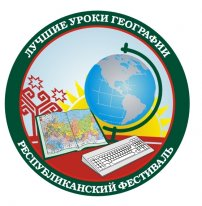 ЛУЧШИЕ УРОКИ ГЕОГРАФИИ
РЕСПУБЛИКАНСКИЙ ФЕСТИВАЛЬ